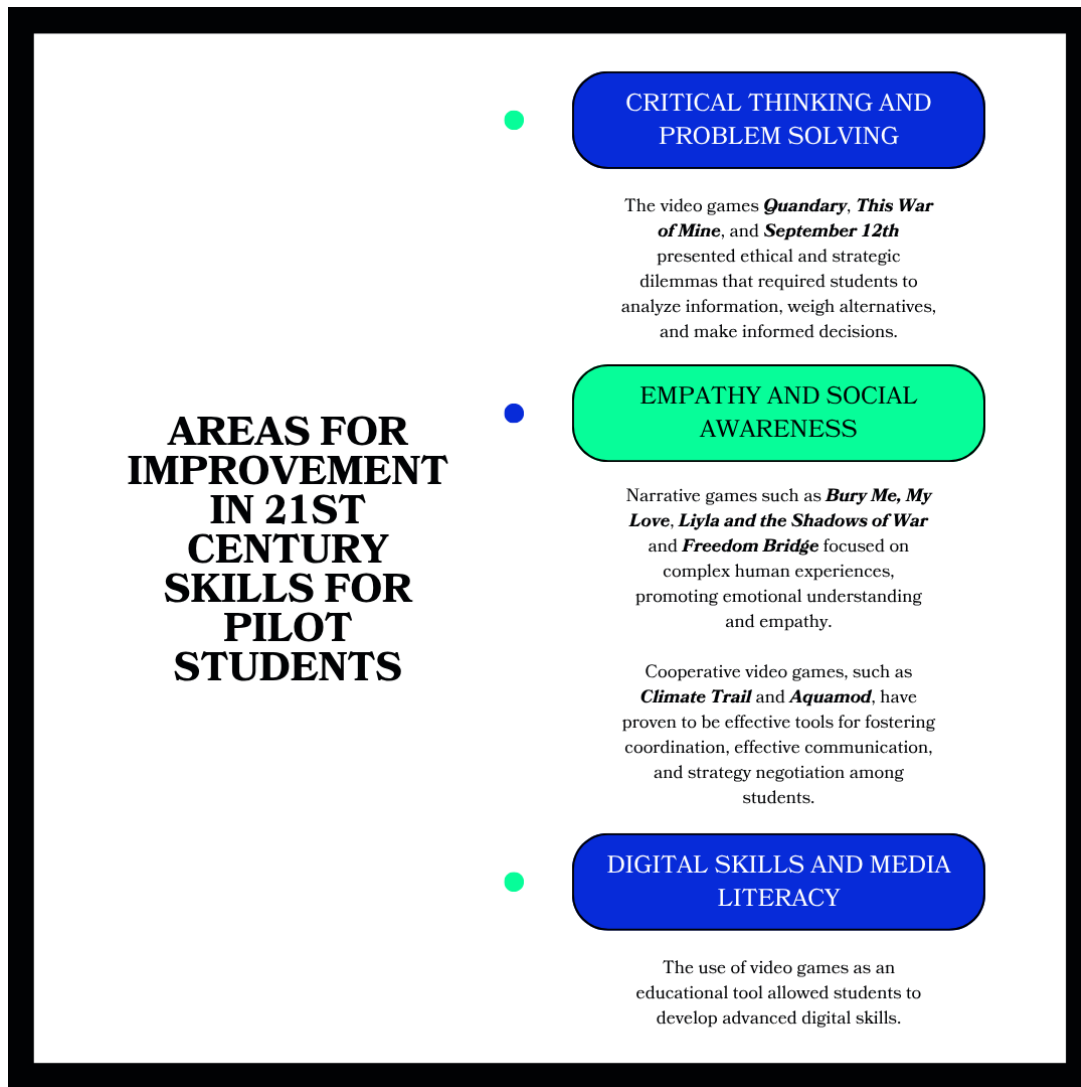 AREAS FOR
IMPROVEMENT
IN 21ST
CENTURY
SKILLS FOR
PILOT
STUDENTS
CRITICAL THINKING AND
PROBLEM SOLVING
The video games Quandary, This War
of Mine, and September 12th
presented ethical and strategic
dilemmas that required students to
analyze information, weigh alternatives,
and make informed decisions.
EMPATHY AND SOCIAL
AWARENESS
Narrative games such as Bury Me, My
Love, Liyla and the Shadows of War
and Freedom Bridge focused on
complex human experiences,
promoting emotional understanding
and empathy.
Cooperative video games, such as
Climate Trail and Aquamod, have
proven to be effective tools for fostering
coordination, effective communication,
and strategy negotiation among
students.
DIGITAL SKILLS AND MEDIA
LITERACY
The use of video games as an
educational tool allowed students to
develop advanced digital skills.